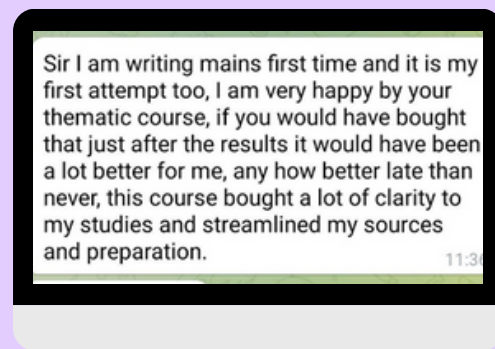 Sir I am writing mains first time and it is my
first attempt too, I am very happy by your
thematic course, if you would have bought
that just after the results it would have been
a lot better for me, any how better late than
never, this course bought a lot of clarity to
my studies and streamlined my sources
and preparation.